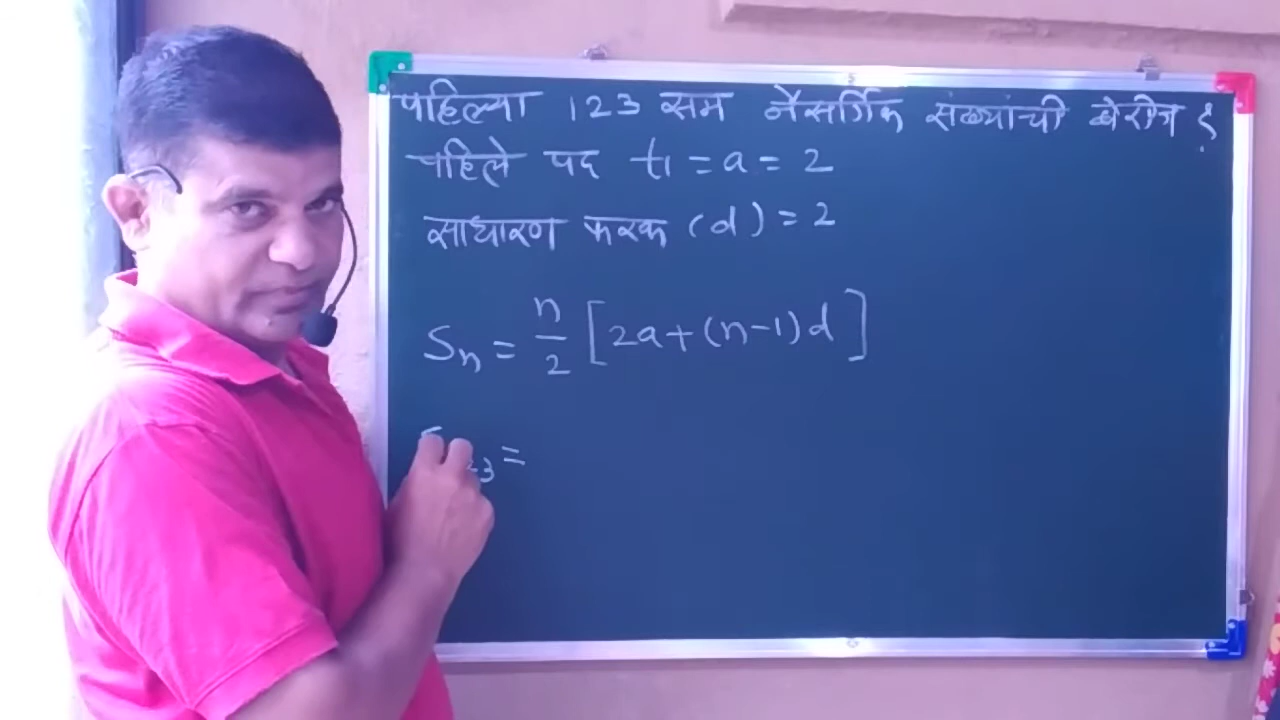 पहिल्या 123 सम नैसर्गिक संख्यांची बेरीज ?
पहिले पद t₁ = a = 2
साधारण फरक (d) = 2
Sₙ = n/2 [2a+(n-1)d]
=